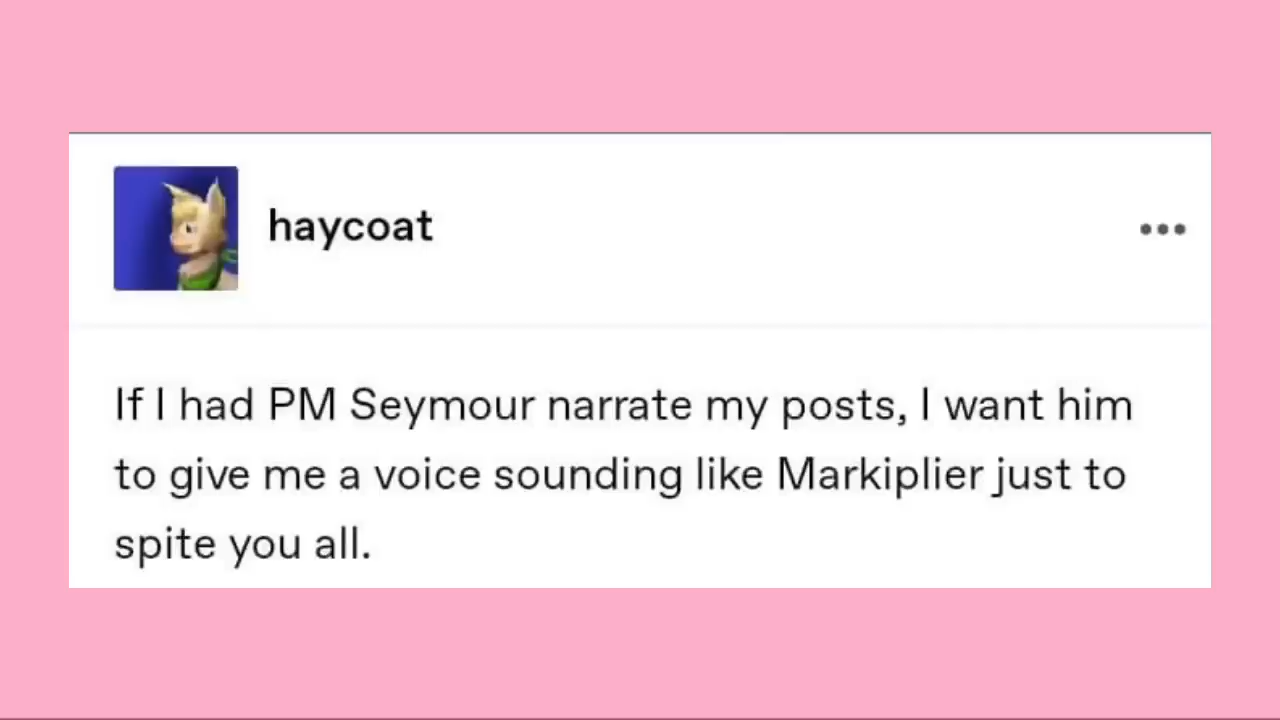 haycoat
If I had PM Seymour narrate my posts, I want him
to give me a voice sounding like Markiplier just to
spite you all.